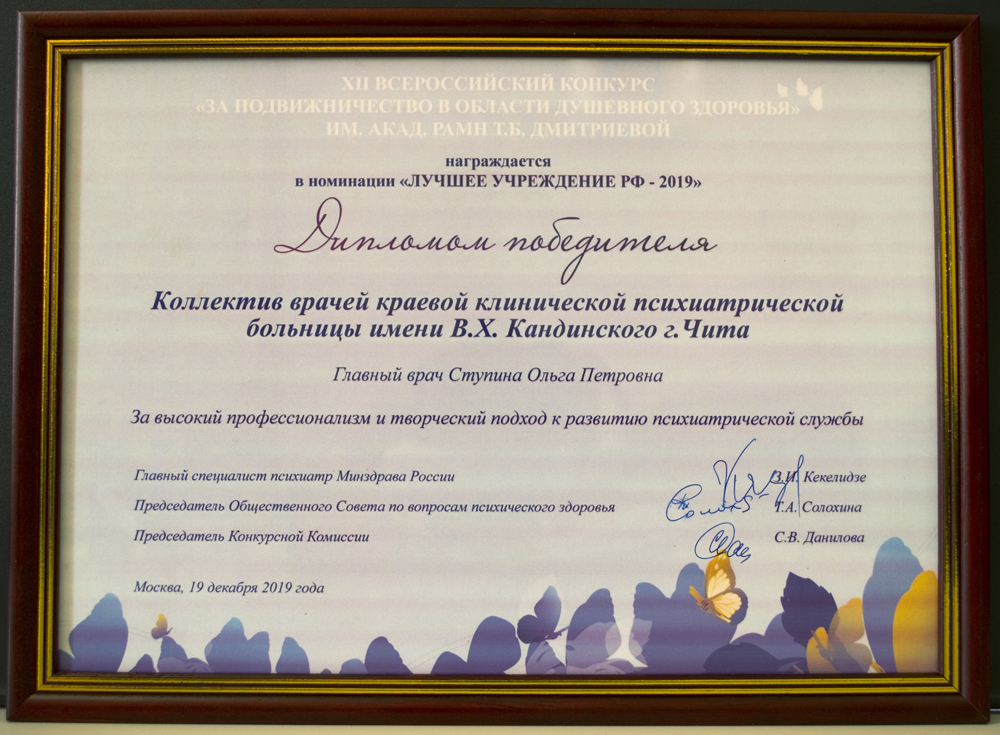 XII ВСЕРОССИЙСКИЙ КОНКУРС
«ЗА ПОДВИЖНИЧЕСТВО В ОБЛАСТИ ДУШЕВНОГО ЗДОРОВЬЯ»
ИМ. АКАД. РАМН Т.Б. ДМИТРИЕВОЙ
награждается
в номинации «ЛУЧШЕЕ УЧРЕЖДЕНИЕ РФ - 2019»
Дипломом победителя
Коллектив врачей краевой клинической психиатрической
больницы имени В.Х. Кандинского г.Чита
Главный врач Ступина Ольга Петровна
За высокий профессионализм и творческий подход к развитию психиатрической службы
Главный специалист психиатр Минздрава России З.И. Кекелидзе
Председатель Общественного Совета по вопросам психического здоровья Т.А. Солохина
Председатель Конкурсной Комиссии С.В. Данилова
Москва, 19 декабря 2019 года